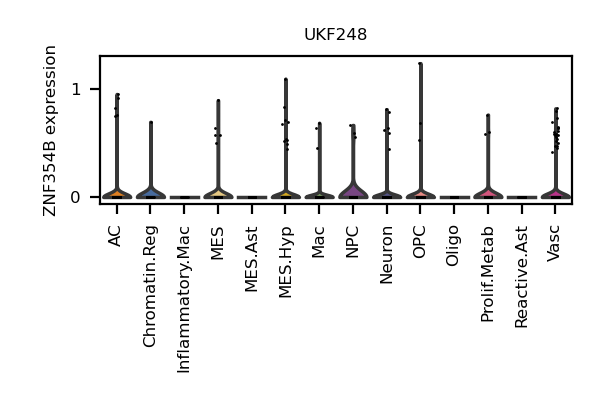 UKF248
ZNF354B expression
1
0
AC
Chromatin.Reg
Inflammatory.Mac
MES
MES.Ast
MES.Hyp
Mac
NPC
Neuron
OPC
Oligo
Prolif.Metab
Reactive.Ast
Vasc